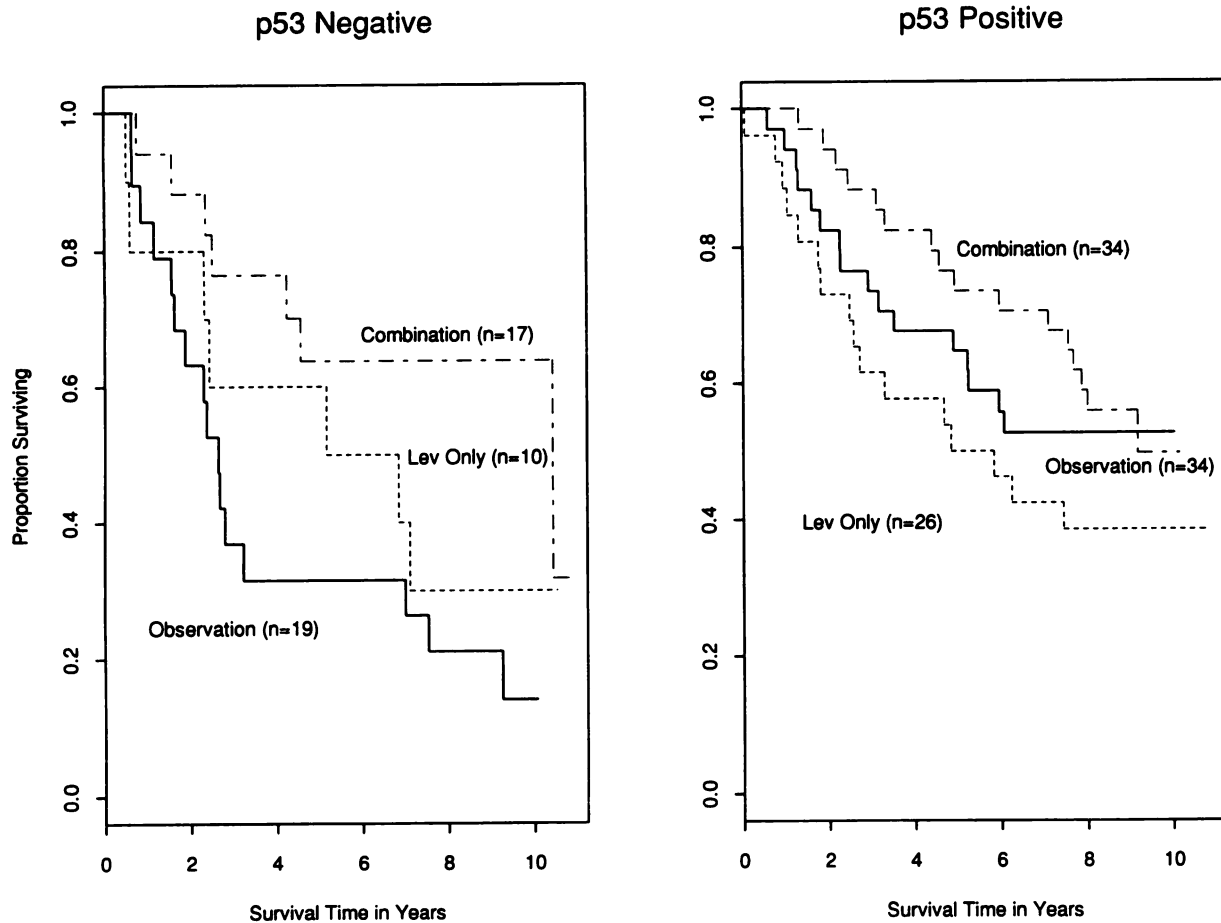 p53 Negative
1.0
0.8
0.6
0.4
0.2
0.0
Proportion Surviving
Combination (n=17)
Lev Only (n=10)
Observation (n=19)
0 2 4 6 8 10
Survival Time in Years
p53 Positive
1.0
0.8
0.6
0.4
0.2
0.0
Combination (n=34)
Observation (n=34)
Lev Only (n=26)
0 2 4 6 8 10
Survival Time in Years